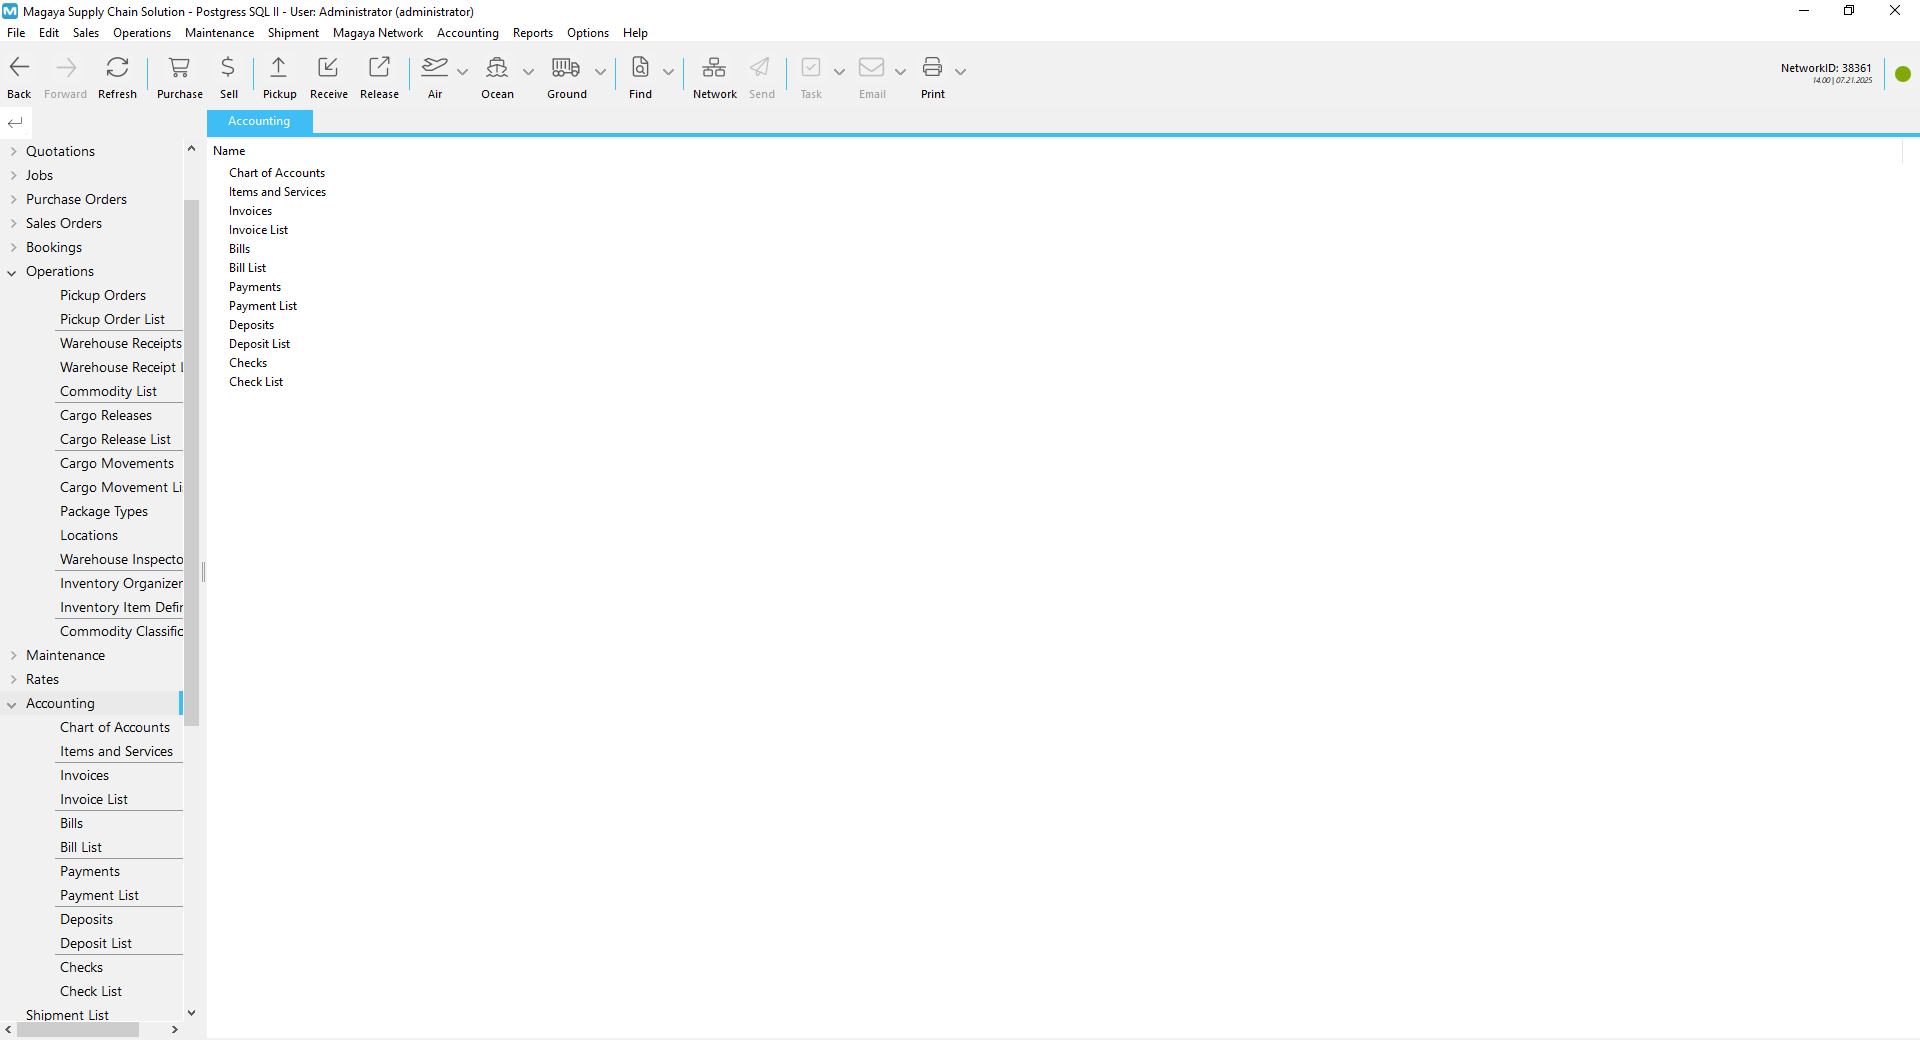 Magaya Supply Chain Solution - Postgress SQL II - User: Administrator (administrator)
File Edit Sales Operations Maintenance Shipment Magaya Network Accounting Reports Options Help
Back Forward Refresh Purchase Sell Pickup Receive Release Air Ocean Ground Find Network Send Task Email Print
NetworkID: 38361
14.00 | 07.21.2025
Accounting
Quotations
Jobs
Purchase Orders
Sales Orders
Bookings
Operations
Pickup Orders
Pickup Order List
Warehouse Receipts
Warehouse Receipt L
Commodity List
Cargo Releases
Cargo Release List
Cargo Movements
Cargo Movement Li
Package Types
Locations
Warehouse Inspecto
Inventory Organizer
Inventory Item Defin
Commodity Classific
Maintenance
Rates
Accounting
Chart of Accounts
Items and Services
Invoices
Invoice List
Bills
Bill List
Payments
Payment List
Deposits
Deposit List
Checks
Check List
Shipment List
Name
Chart of Accounts
Items and Services
Invoices
Invoice List
Bills
Bill List
Payments
Payment List
Deposits
Deposit List
Checks
Check List